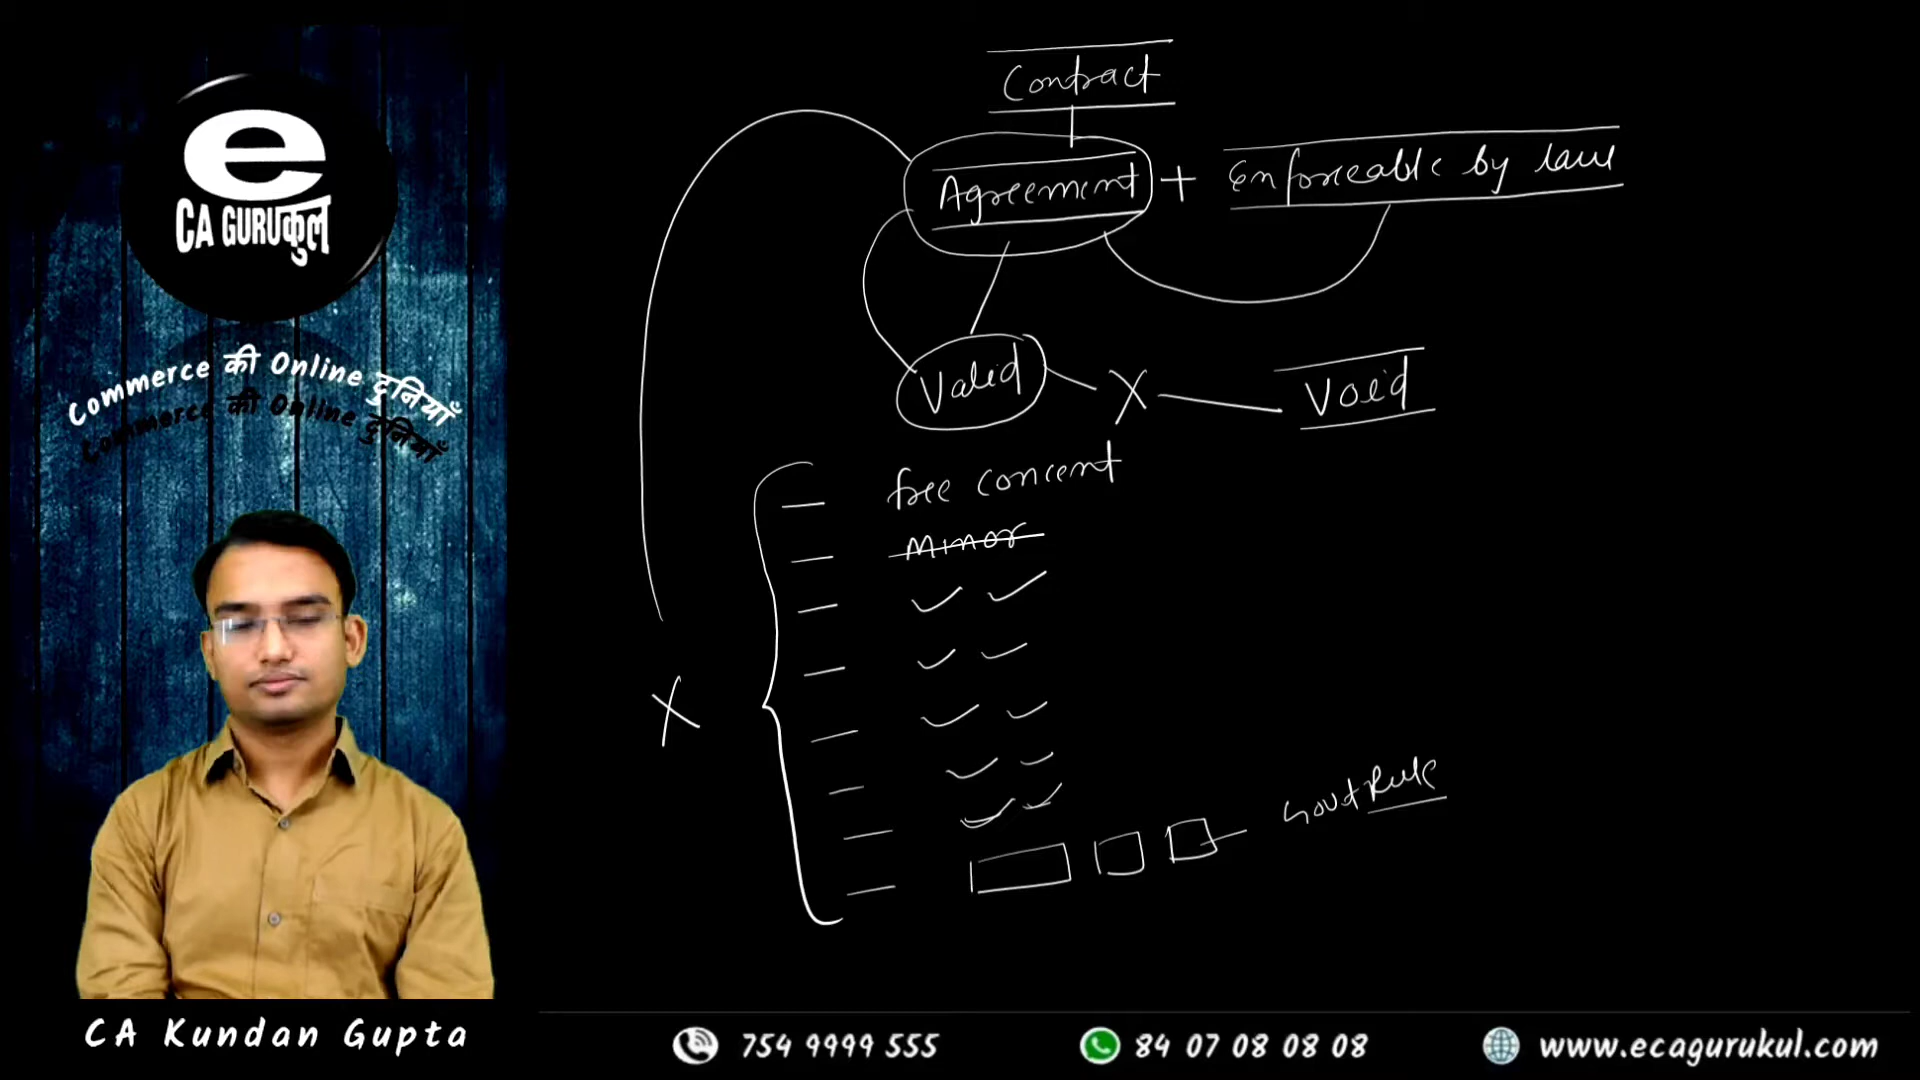 e
CA GURUकुल
Commerce की Online दुनियाँ
Commerce की Online दुनियाँ
Contract
Agreement + Enforceable by law
Valid X Void
free concent
Minor
X
Govt Rule
CA Kundan Gupta
754 9999 555
84 07 08 08 08
www.ecagurukul.com